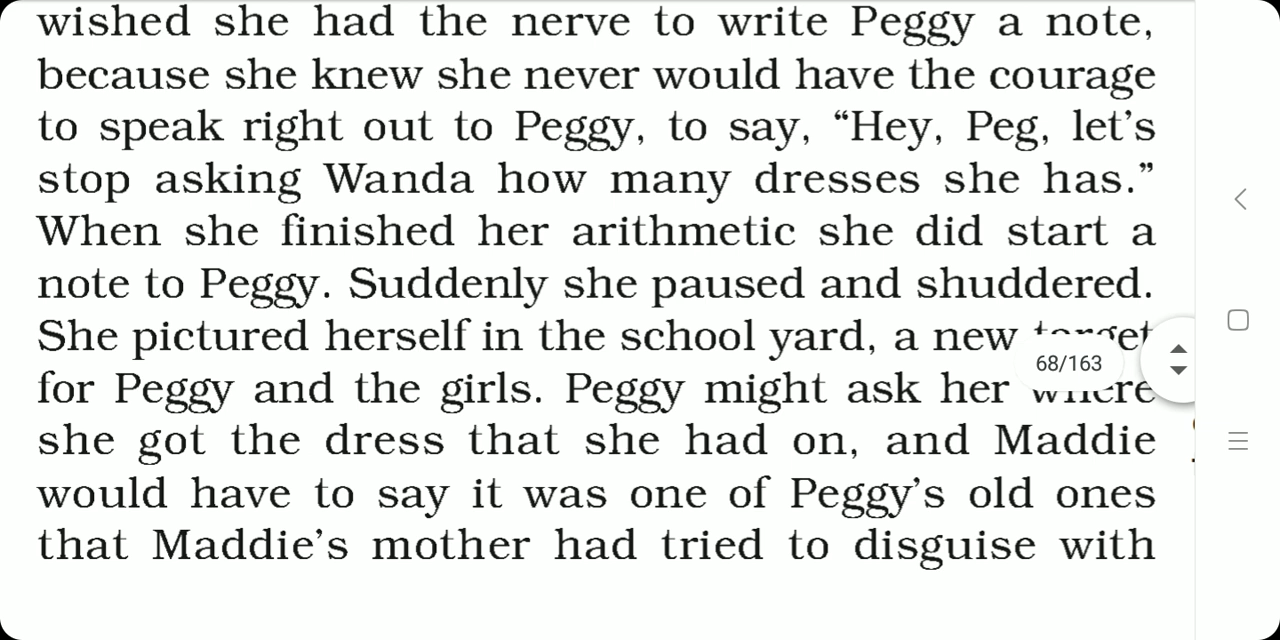 wished she had the nerve to write Peggy a note,
because she knew she never would have the courage
to speak right out to Peggy, to say, “Hey, Peg, let’s
stop asking Wanda how many dresses she has.”
When she finished her arithmetic she did start a
note to Peggy. Suddenly she paused and shuddered.
She pictured herself in the school yard, a new target
for Peggy and the girls. Peggy might ask her where
68/163
she got the dress that she had on, and Maddie
would have to say it was one of Peggy’s old ones
that Maddie’s mother had tried to disguise with